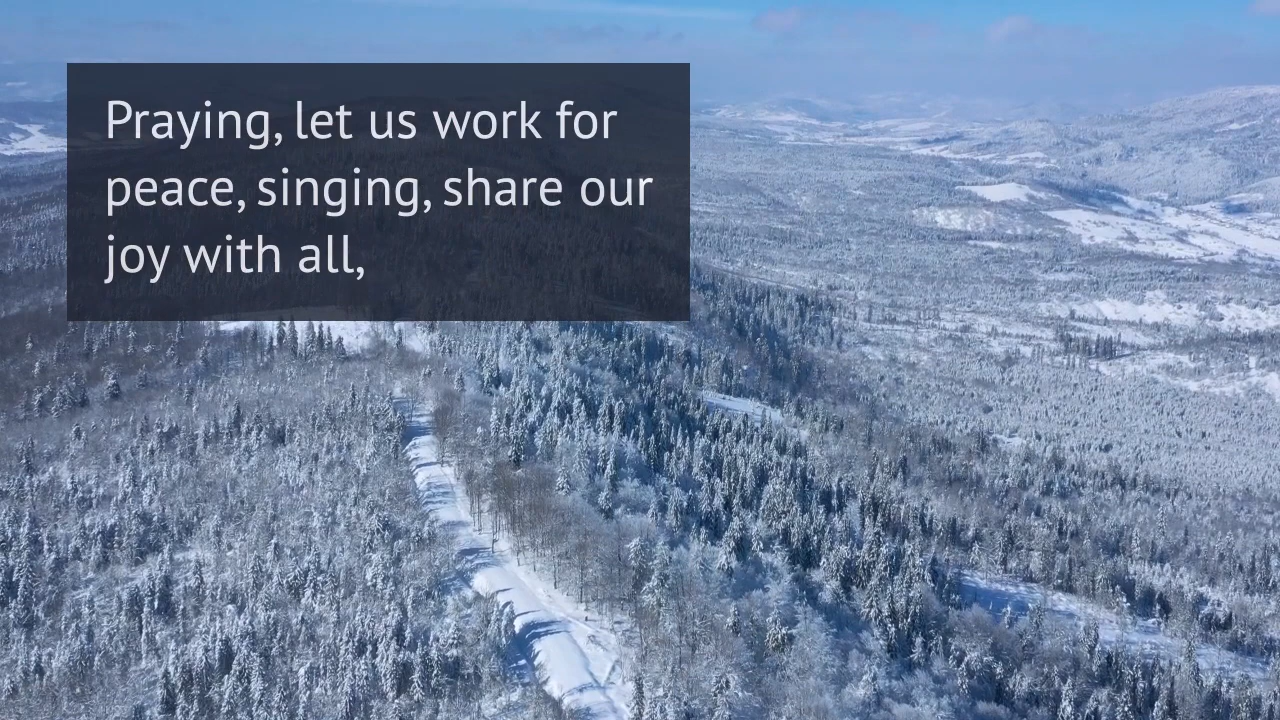 Praying, let us work for
peace, singing, share our
joy with all,